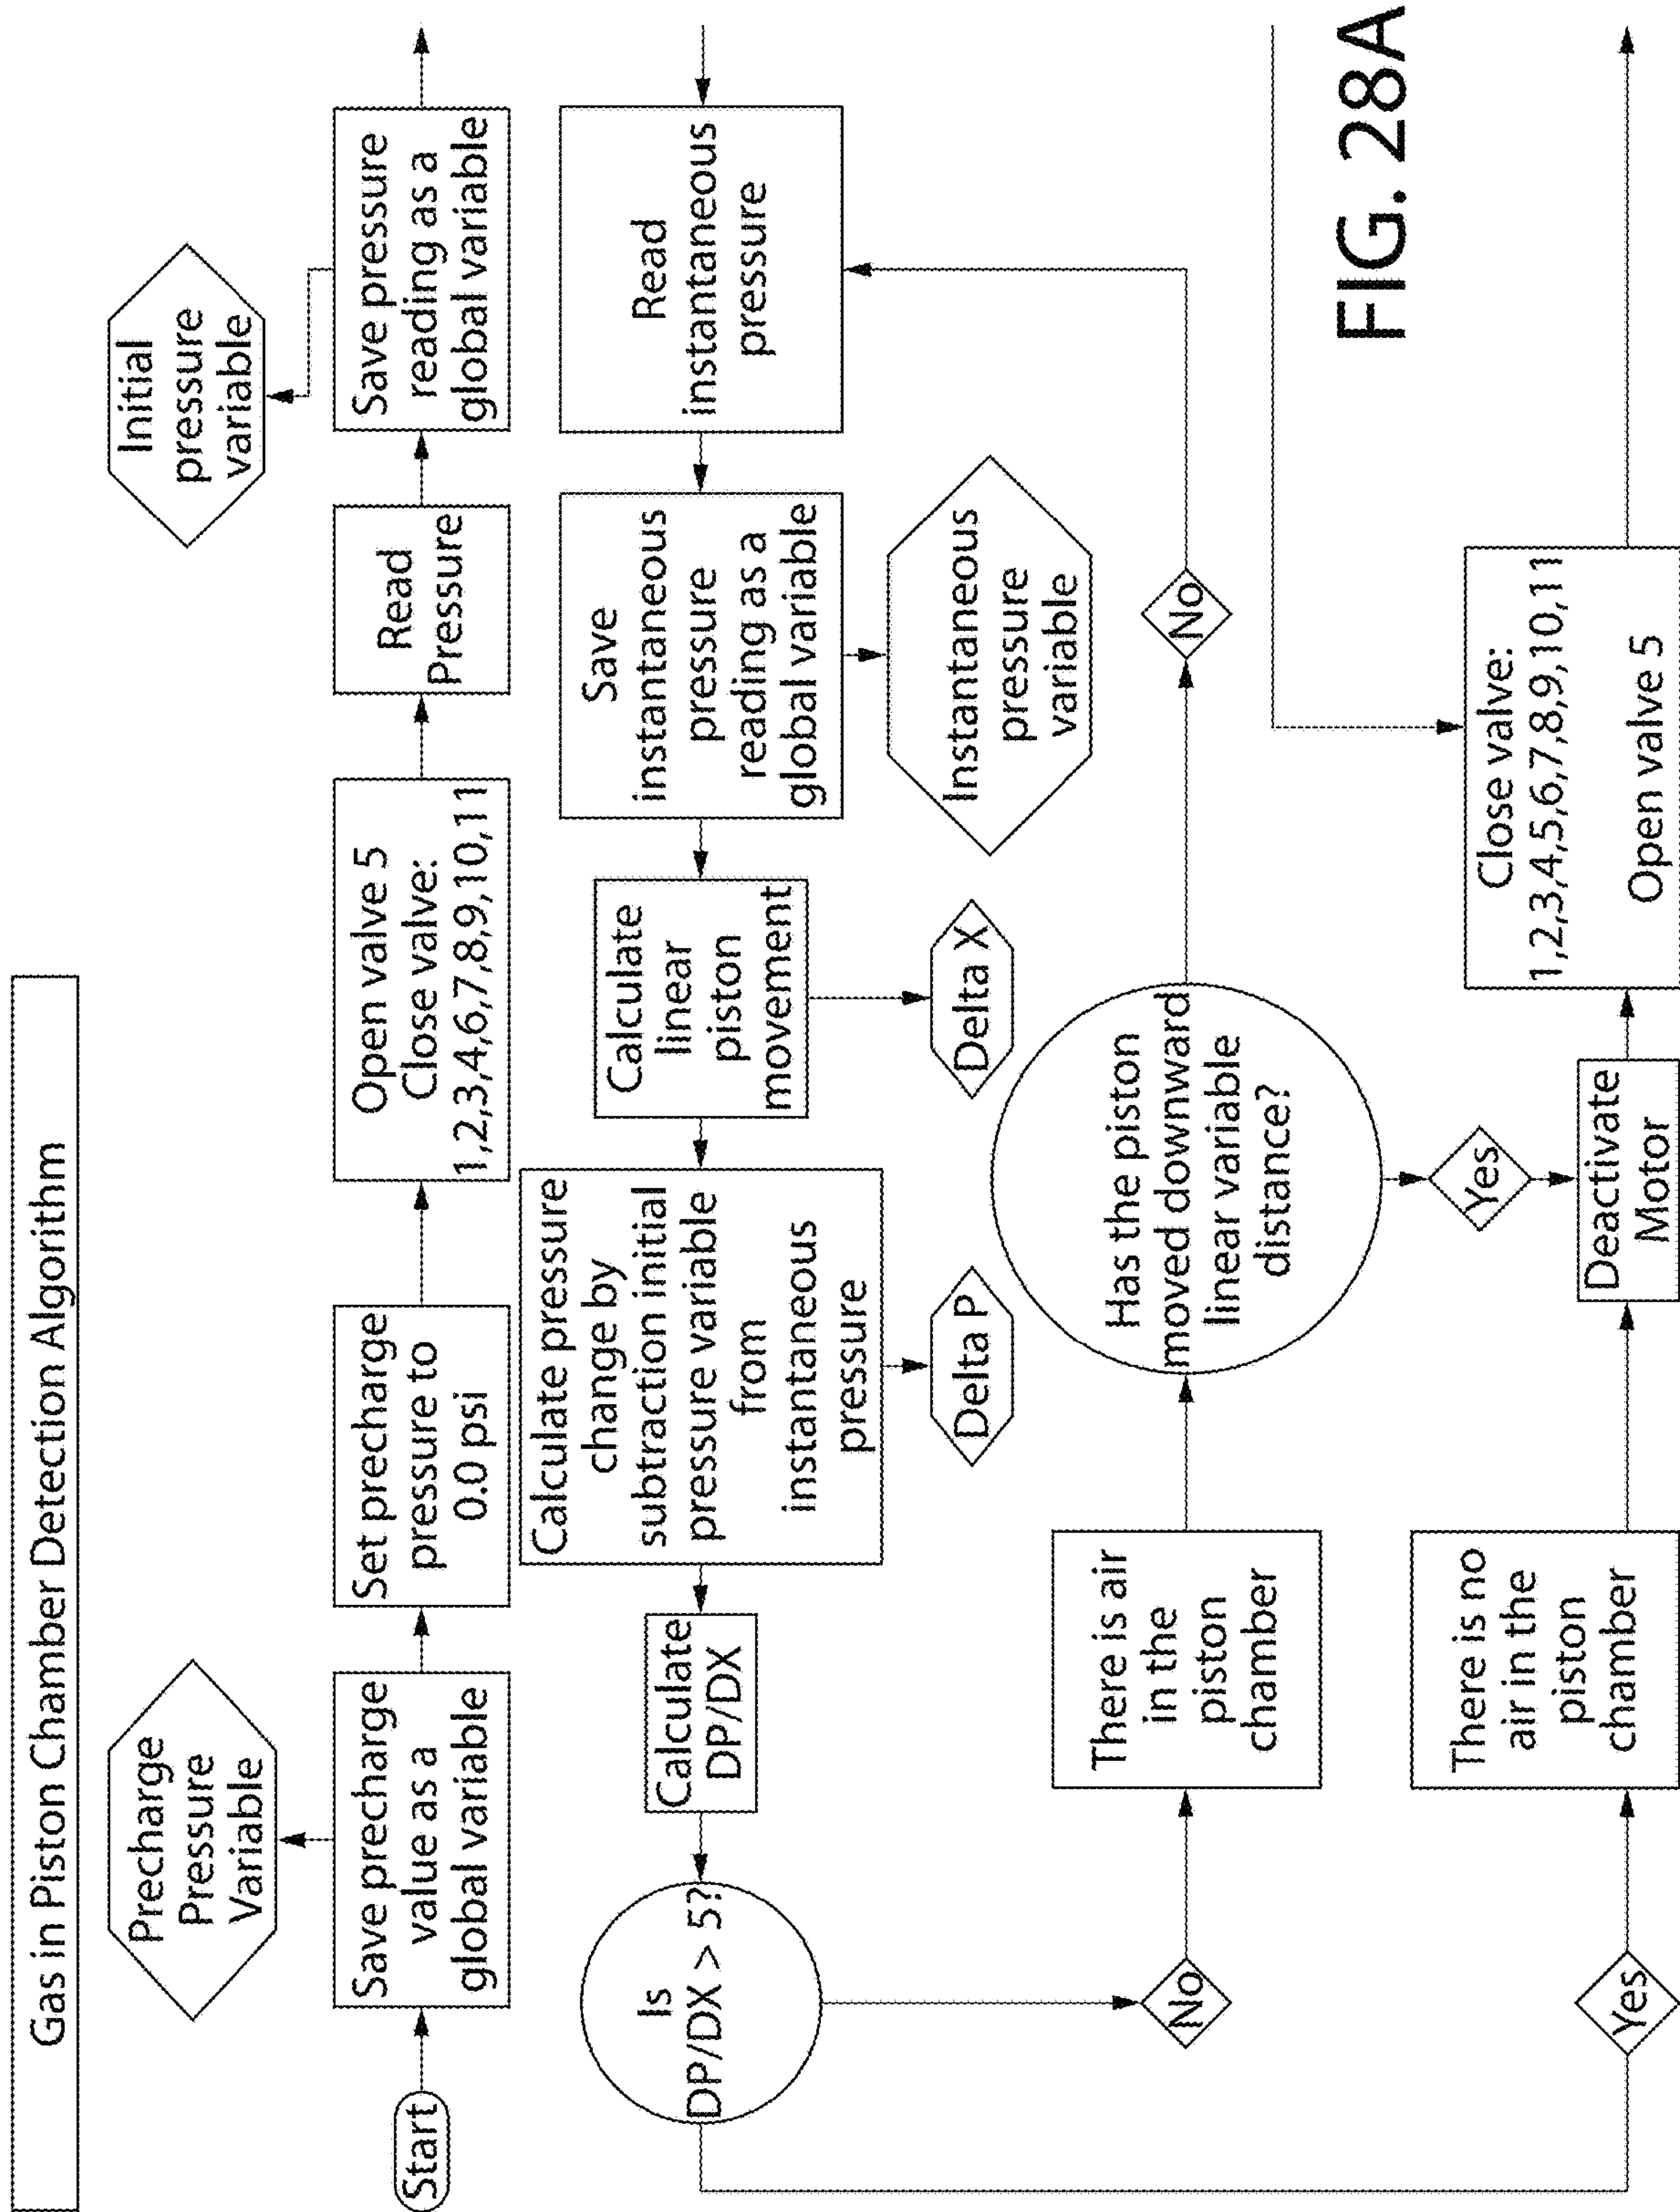 Gas in Piston Chamber Detection Algorithm
Precharge
Pressure
Variable
Initial
pressure
variable
Start
Save precharge
value as a
global variable
Set precharge
pressure to
0.0 psi
Open valve 5
Close valve:
1,2,3,4,6,7,8,9,10,11
Read
Pressure
Save pressure
reading as a
global variable
Is
DP/DX > 5?
Calculate
DP/DX
Calculate pressure
change by
subtraction initial
pressure variable
from
instantaneous
pressure
Calculate
linear
piston
movement
Save
instantaneous
pressure
reading as a
global variable
Read
instantaneous
pressure
Delta P
Delta X
Instantaneous
pressure
variable
No
There is air
in the
piston
chamber
Has the piston
moved downward
linear variable
distance?
No
Yes
Yes
There is no
air in the
piston
chamber
Deactivate
Motor
Close valve:
1,2,3,4,5,6,7,8,9,10,11
Open valve 5
FIG. 28A